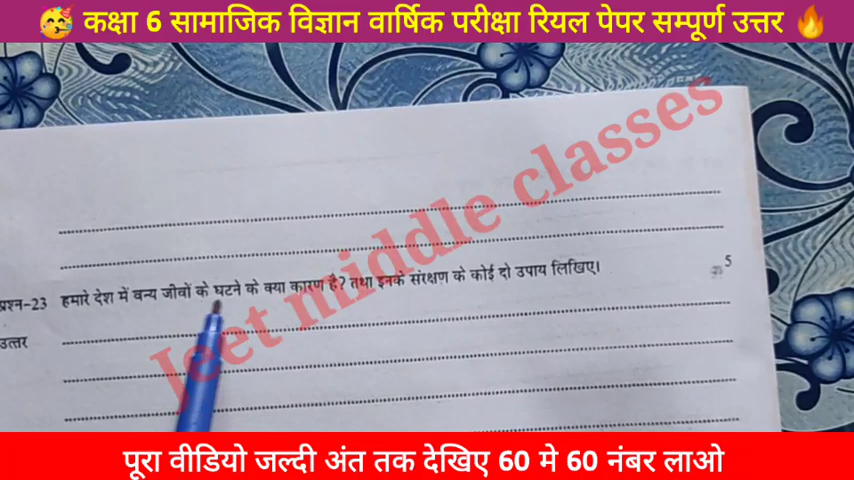 🥳 कक्षा 6 सामाजिक विज्ञान वार्षिक परीक्षा रियल पेपर सम्पूर्ण उत्तर 🔥
Jeet middle classes
प्रश्न-23 हमारे देश में वन्य जीवों के घटने के क्या कारण है? तथा इनके संरक्षण के कोई दो उपाय लिखिए। 5
उत्तर
पूरा वीडियो जल्दी अंत तक देखिए 60 मे 60 नंबर लाओ